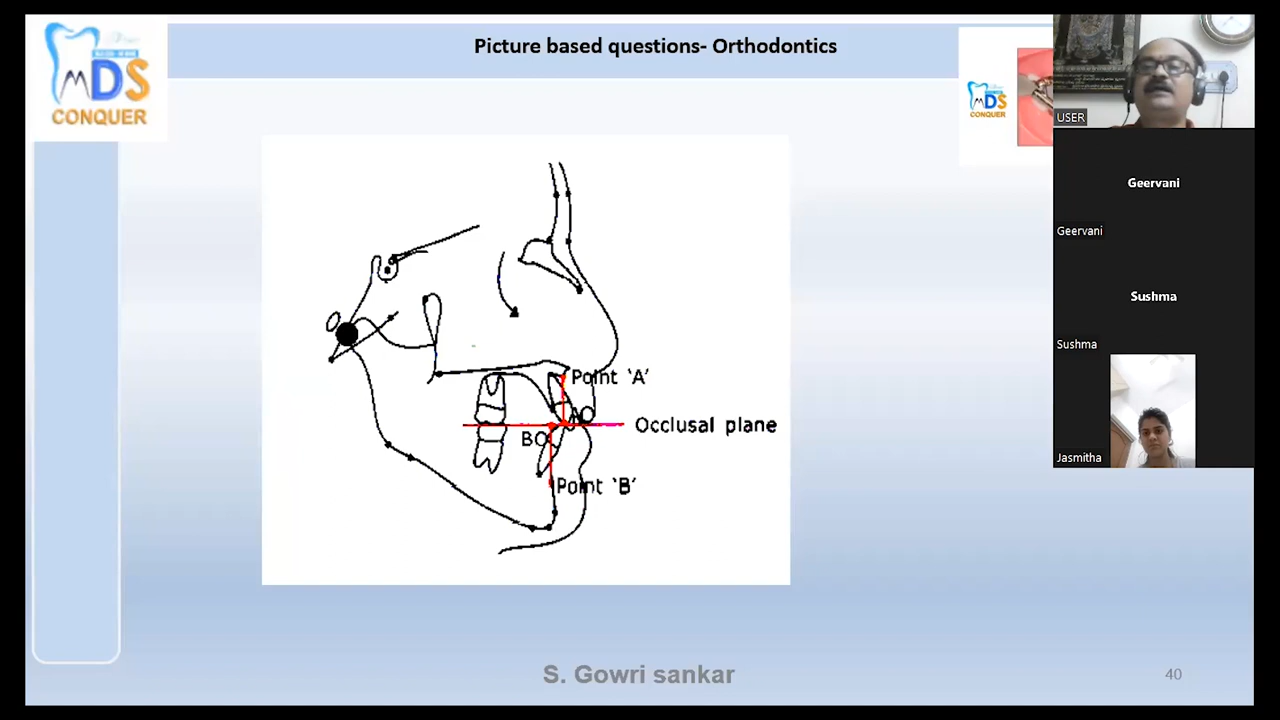 Picture based questions- Orthodontics
MDS
CONQUER
MDS
CONQUER
USER
Geervani
Geervani
Sushma
Sushma
Jasmitha
Point 'A'
AO
Occlusal plane
BO
Point 'B'
S. Gowri sankar
40